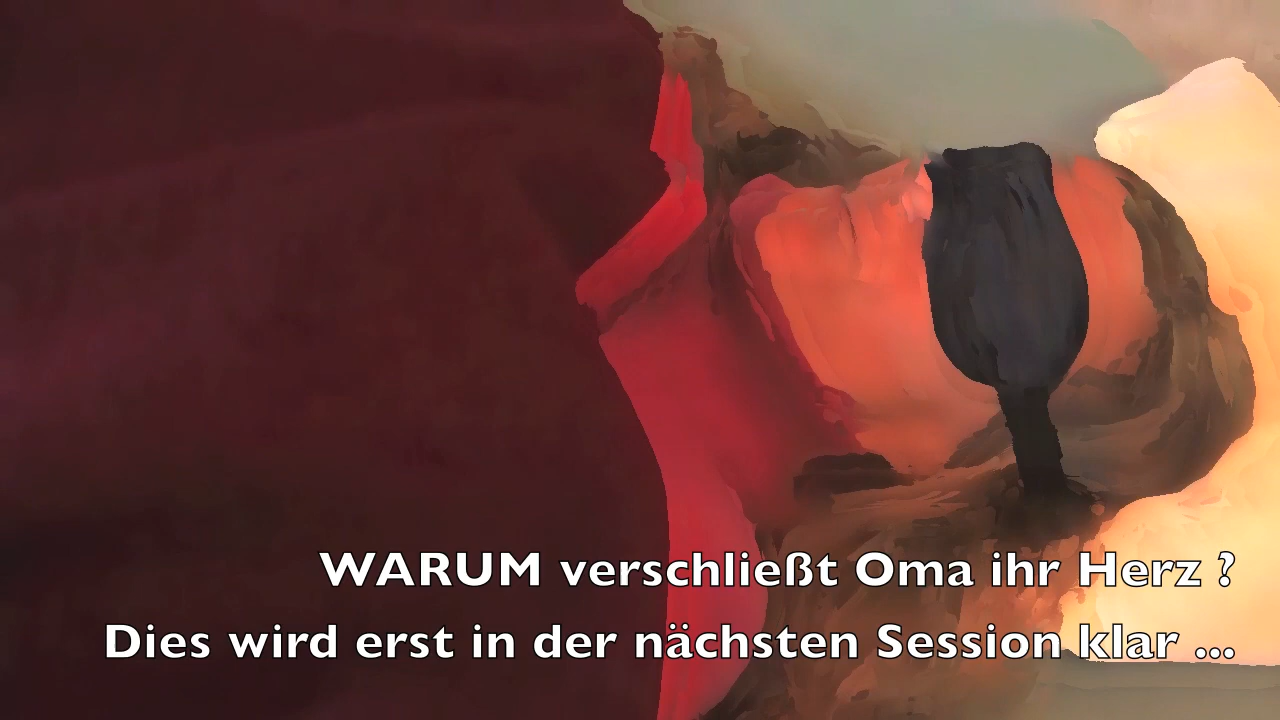 WARUM verschließt Oma ihr Herz ?
Dies wird erst in der nächsten Session klar ...